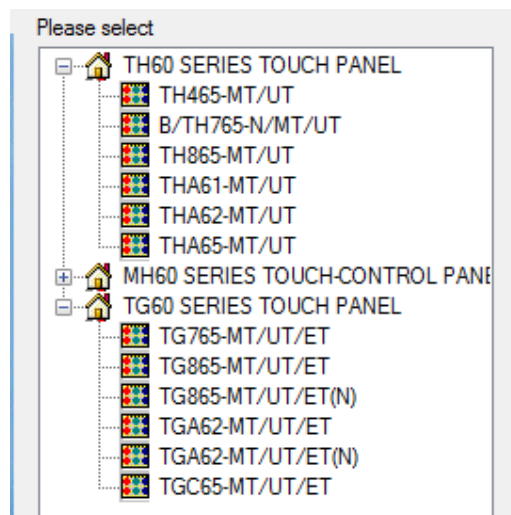 Please select
TH60 SERIES TOUCH PANEL
TH465-MT/UT
B/TH765-N/MT/UT
TH865-MT/UT
THA61-MT/UT
THA62-MT/UT
THA65-MT/UT
MH60 SERIES TOUCH-CONTROL PANE
TG60 SERIES TOUCH PANEL
TG765-MT/UT/ET
TG865-MT/UT/ET
TG865-MT/UT/ET(N)
TGA62-MT/UT/ET
TGA62-MT/UT/ET(N)
TGC65-MT/UT/ET